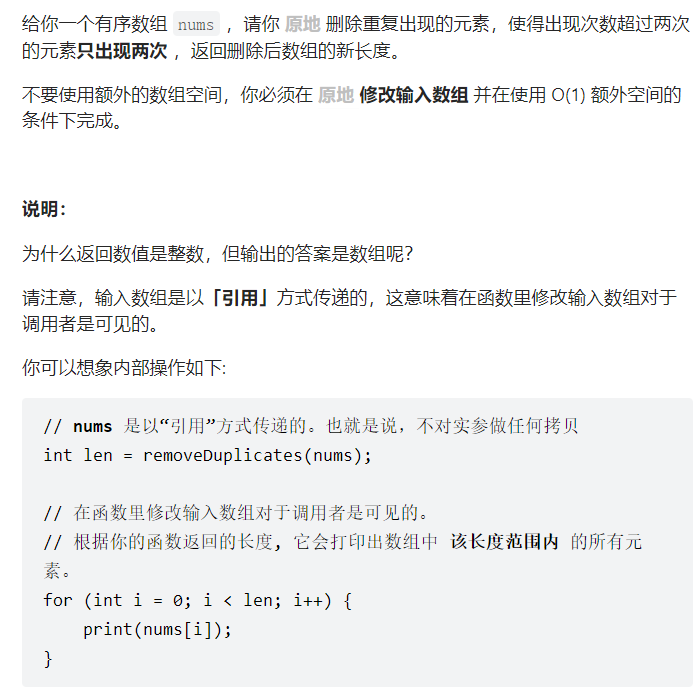 给你一个有序数组 nums ，请你 原地 删除重复出现的元素，使得出现次数超过两次
的元素只出现两次 ，返回删除后数组的新长度。
不要使用额外的数组空间，你必须在 原地 修改输入数组 并在使用 O(1) 额外空间的
条件下完成。
说明：
为什么返回数值是整数，但输出的答案是数组呢？
请注意，输入数组是以「引用」方式传递的，这意味着在函数里修改输入数组对于
调用者是可见的。
你可以想象内部操作如下:
// nums 是以“引用”方式传递的。也就是说，不对实参做任何拷贝
int len = removeDuplicates(nums);
// 在函数里修改输入数组对于调用者是可见的。
// 根据你的函数返回的长度, 它会打印出数组中 该长度范围内 的所有元
素。
for (int i = 0; i < len; i++) {
    print(nums[i]);
}